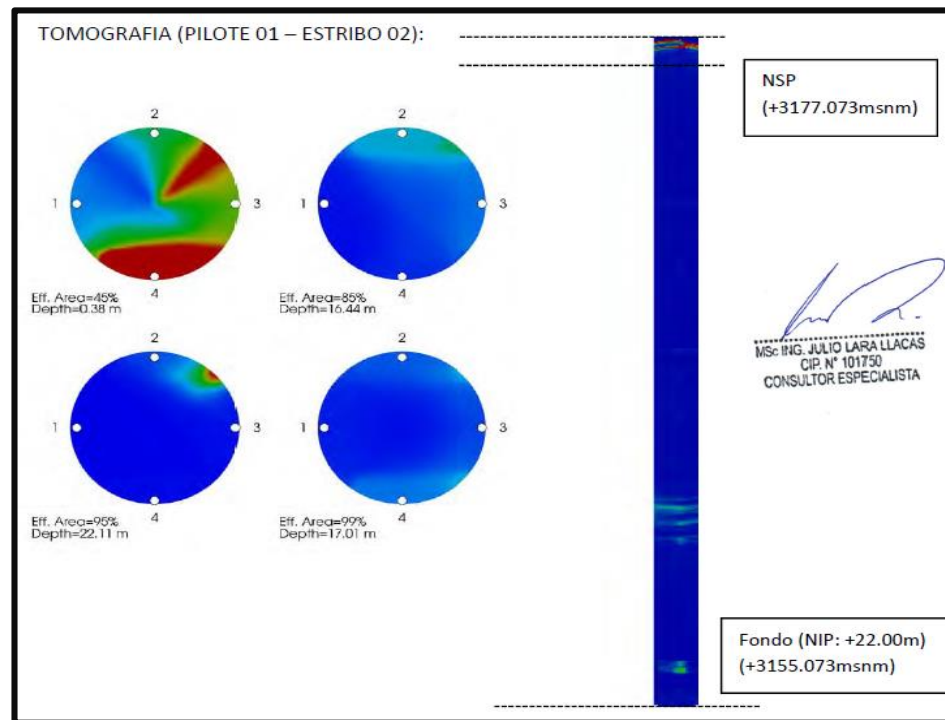 TOMOGRAFIA (PILOTE 01 – ESTRIBO 02):
NSP
(+3177.073msnm)
2
1
3
4
Eff. Area=45%
Depth=0.38 m
2
1
3
4
Eff. Area=85%
Depth=16.44 m
2
1
3
4
Eff. Area=95%
Depth=22.11 m
2
1
3
4
Eff. Area=99%
Depth=17.01 m
MSc ING. JULIO LARA LLACAS
CIP. N° 101750
CONSULTOR ESPECIALISTA
Fondo (NIP: +22.00m)
(+3155.073msnm)